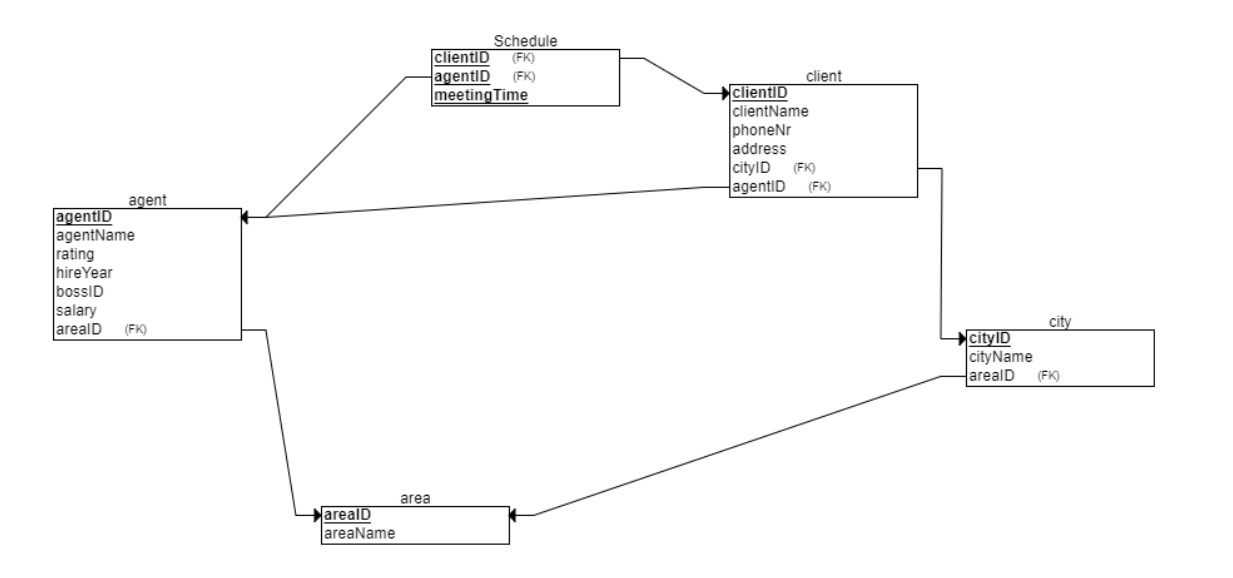 Schedule
clientID (FK)
agentID (FK)
meetingTime
client
clientID
clientName
phoneNr
address
cityID (FK)
agentID (FK)
agent
agentID
agentName
rating
hireYear
bossID
salary
areaID (FK)
city
cityID
cityName
areaID (FK)
area
areaID
areaName